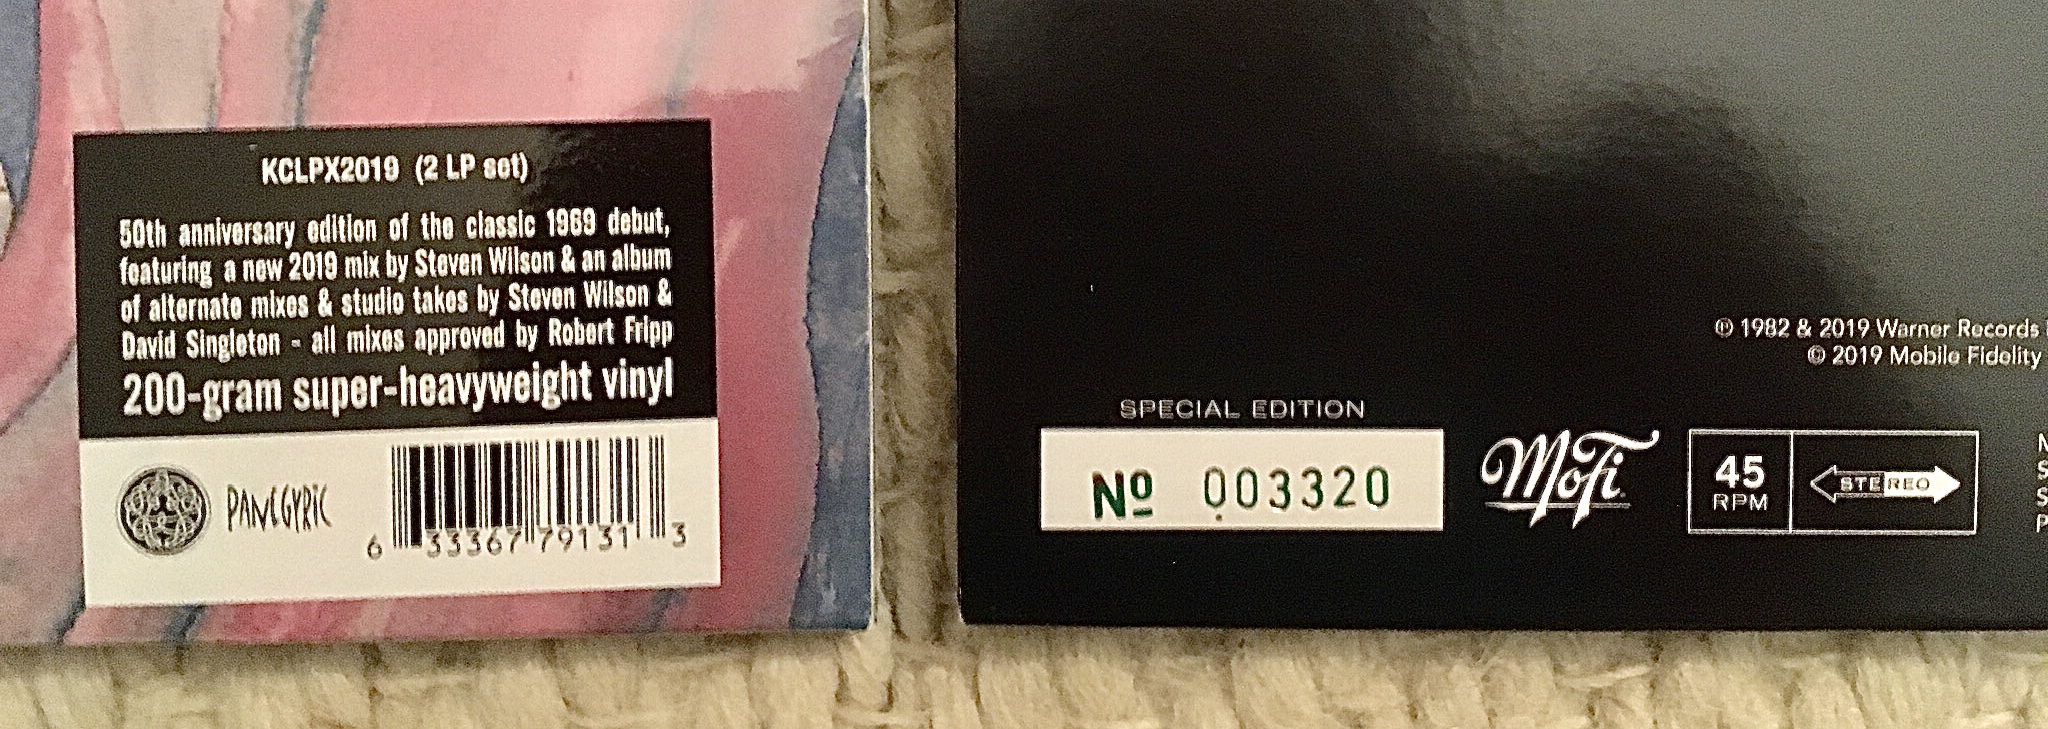 KCLPX2019 (2 LP set)
50th anniversary edition of the classic 1969 debut,
featuring a new 2019 mix by Steven Wilson & an album
of alternate mixes & studio takes by Steven Wilson &
David Singleton - all mixes approved by Robert Fripp
200-gram super-heavyweight vinyl
PANEGYRIC
6 33367 79131 3
℗ 1982 & 2019 Warner Records
© 2019 Mobile Fidelity
SPECIAL EDITION
Nº 003320
MoFi
45
RPM
STEREO